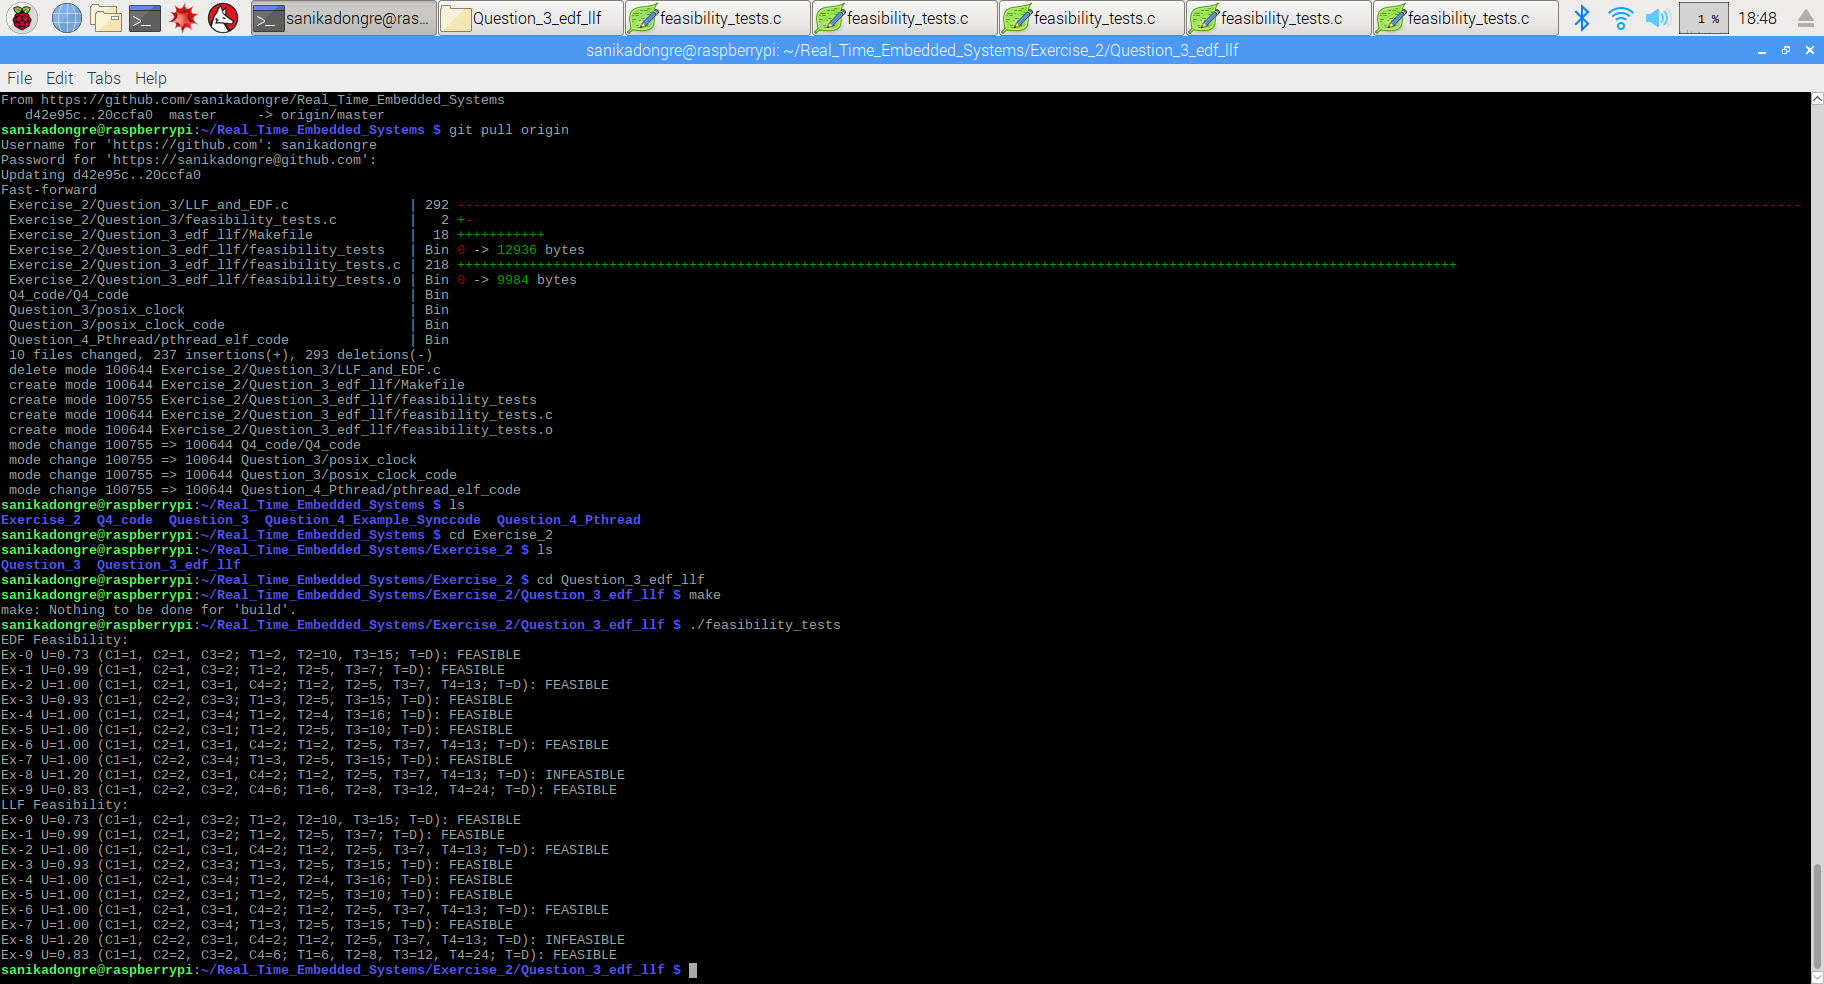 sanikadongre@ras...
Question_3_edf_llf
feasibility_tests.c
feasibility_tests.c
feasibility_tests.c
feasibility_tests.c
feasibility_tests.c
1 %
18:48
sanikadongre@raspberrypi: ~/Real_Time_Embedded_Systems/Exercise_2/Question_3_edf_llf
File Edit Tabs Help
From https://github.com/sanikadongre/Real_Time_Embedded_Systems
   d42e95c..20ccfa0  master     -> origin/master
sanikadongre@raspberrypi:~/Real_Time_Embedded_Systems $ git pull origin
Username for 'https://github.com': sanikadongre
Password for 'https://sanikadongre@github.com':
Updating d42e95c..20ccfa0
Fast-forward
 Exercise_2/Question_3/LLF_and_EDF.c               | 292 ------------------------------------------------------------------------------------------------------------------------------------------------------------------------
 Exercise_2/Question_3/feasibility_tests.c         |   2 +-
 Exercise_2/Question_3_edf_llf/Makefile            |  18 +++++++++++
 Exercise_2/Question_3_edf_llf/feasibility_tests   | Bin 0 -> 12936 bytes
 Exercise_2/Question_3_edf_llf/feasibility_tests.c | 218 +++++++++++++++++++++++++++++++++++++++++++++++++++++++++++++++++++++++++++++++++++++++++++++++++++++++++++++++++++++++++++++
 Exercise_2/Question_3_edf_llf/feasibility_tests.o | Bin 0 -> 9984 bytes
 Q4_code/Q4_code                                   | Bin
 Question_3/posix_clock                            | Bin
 Question_3/posix_clock_code                       | Bin
 Question_4_Pthread/pthread_elf_code               | Bin
 10 files changed, 237 insertions(+), 293 deletions(-)
 delete mode 100644 Exercise_2/Question_3/LLF_and_EDF.c
 create mode 100644 Exercise_2/Question_3_edf_llf/Makefile
 create mode 100755 Exercise_2/Question_3_edf_llf/feasibility_tests
 create mode 100644 Exercise_2/Question_3_edf_llf/feasibility_tests.c
 create mode 100644 Exercise_2/Question_3_edf_llf/feasibility_tests.o
 mode change 100755 => 100644 Q4_code/Q4_code
 mode change 100755 => 100644 Question_3/posix_clock
 mode change 100755 => 100644 Question_3/posix_clock_code
 mode change 100755 => 100644 Question_4_Pthread/pthread_elf_code
sanikadongre@raspberrypi:~/Real_Time_Embedded_Systems $ ls
Exercise_2  Q4_code  Question_3  Question_4_Example_Synccode  Question_4_Pthread
sanikadongre@raspberrypi:~/Real_Time_Embedded_Systems $ cd Exercise_2
sanikadongre@raspberrypi:~/Real_Time_Embedded_Systems/Exercise_2 $ ls
Question_3  Question_3_edf_llf
sanikadongre@raspberrypi:~/Real_Time_Embedded_Systems/Exercise_2 $ cd Question_3_edf_llf
sanikadongre@raspberrypi:~/Real_Time_Embedded_Systems/Exercise_2/Question_3_edf_llf $ make
make: Nothing to be done for 'build'.
sanikadongre@raspberrypi:~/Real_Time_Embedded_Systems/Exercise_2/Question_3_edf_llf $ ./feasibility_tests
EDF Feasibility:
Ex-0 U=0.73 (C1=1, C2=1, C3=2; T1=2, T2=10, T3=15; T=D): FEASIBLE
Ex-1 U=0.99 (C1=1, C2=1, C3=2; T1=2, T2=5, T3=7; T=D): FEASIBLE
Ex-2 U=1.00 (C1=1, C2=1, C3=1, C4=2; T1=2, T2=5, T3=7, T4=13; T=D): FEASIBLE
Ex-3 U=0.93 (C1=1, C2=2, C3=3; T1=3, T2=5, T3=15; T=D): FEASIBLE
Ex-4 U=1.00 (C1=1, C2=1, C3=4; T1=2, T2=4, T3=16; T=D): FEASIBLE
Ex-5 U=1.00 (C1=1, C2=2, C3=1; T1=2, T2=5, T3=10; T=D): FEASIBLE
Ex-6 U=1.00 (C1=1, C2=1, C3=1, C4=2; T1=2, T2=5, T3=7, T4=13; T=D): FEASIBLE
Ex-7 U=1.00 (C1=1, C2=2, C3=4; T1=3, T2=5, T3=15; T=D): FEASIBLE
Ex-8 U=1.20 (C1=1, C2=2, C3=1, C4=2; T1=2, T2=5, T3=7, T4=13; T=D): INFEASIBLE
Ex-9 U=0.83 (C1=1, C2=2, C3=2, C4=6; T1=6, T2=8, T3=12, T4=24; T=D): FEASIBLE
LLF Feasibility:
Ex-0 U=0.73 (C1=1, C2=1, C3=2; T1=2, T2=10, T3=15; T=D): FEASIBLE
Ex-1 U=0.99 (C1=1, C2=1, C3=2; T1=2, T2=5, T3=7; T=D): FEASIBLE
Ex-2 U=1.00 (C1=1, C2=1, C3=1, C4=2; T1=2, T2=5, T3=7, T4=13; T=D): FEASIBLE
Ex-3 U=0.93 (C1=1, C2=2, C3=3; T1=3, T2=5, T3=15; T=D): FEASIBLE
Ex-4 U=1.00 (C1=1, C2=1, C3=4; T1=2, T2=4, T3=16; T=D): FEASIBLE
Ex-5 U=1.00 (C1=1, C2=2, C3=1; T1=2, T2=5, T3=10; T=D): FEASIBLE
Ex-6 U=1.00 (C1=1, C2=1, C3=1, C4=2; T1=2, T2=5, T3=7, T4=13; T=D): FEASIBLE
Ex-7 U=1.00 (C1=1, C2=2, C3=4; T1=3, T2=5, T3=15; T=D): FEASIBLE
Ex-8 U=1.20 (C1=1, C2=2, C3=1, C4=2; T1=2, T2=5, T3=7, T4=13; T=D): INFEASIBLE
Ex-9 U=0.83 (C1=1, C2=2, C3=2, C4=6; T1=6, T2=8, T3=12, T4=24; T=D): FEASIBLE
sanikadongre@raspberrypi:~/Real_Time_Embedded_Systems/Exercise_2/Question_3_edf_llf $